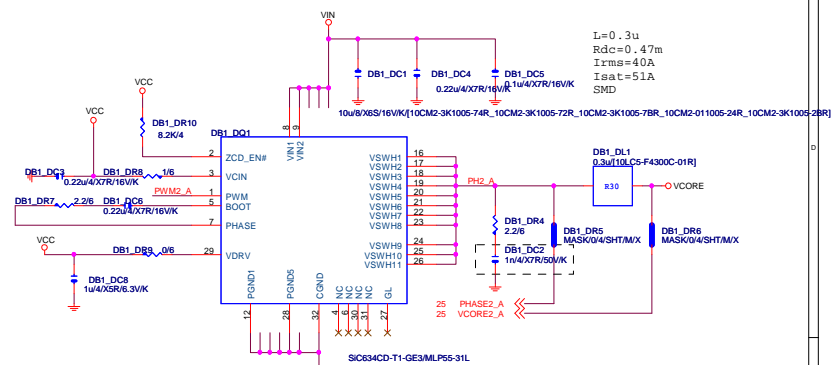 VIN
L=0.3u
Rdc=0.47m
Irms=40A
Isat=51A
SMD
VCC
DB1_DC1
DB1_DC4
0.22u/4/X7R/16V/K
DB1_DC5
0.1u/4/X7R/16V/K
10u/8/X6S/16V/K/[10CM2-3K1005-74R_10CM2-3K1005-72R_10CM2-3K1005-7BR_10CM2-011005-24R_10CM2-3K1005-2BR]
VCC
DB1_DR10
8.2K/4
DB1_DQ1
8
9
VIN1
VIN2
2
ZCD_EN#
DB1_DC3
0.22u/4/X7R/16V/K
DB1_DR8
1/6
3
VCIN
PWM2_A
1
PWM
DB1_DR7
2.2/6
DB1_DC6
0.22u/4/X7R/16V/K
5
BOOT
7
PHASE
VCC
DB1_DR9
0/6
29
VDRV
DB1_DC8
1u/4/X5R/6.3V/K
VSWH1
16
VSWH2
17
VSWH3
18
VSWH4
19
VSWH5
20
VSWH6
21
VSWH7
22
VSWH8
23
VSWH9
24
VSWH10
25
VSWH11
26
PH2_A
DB1_DL1
0.3u/[10LC5-F4300C-01R]
R30
VCORE
DB1_DR4
2.2/6
DB1_DR5
MASK/0/4/SHT/M/X
DB1_DR6
MASK/0/4/SHT/M/X
DB1_DC2
1n/4/X7R/50V/K
25 PHASE2_A
25 VCORE2_A
PGND1
PGND5
CGND
NC
NC
NC
NC
GL
12
28
32
4
6
30
31
27
SiC634CD-T1-GE3/MLP55-31L
D